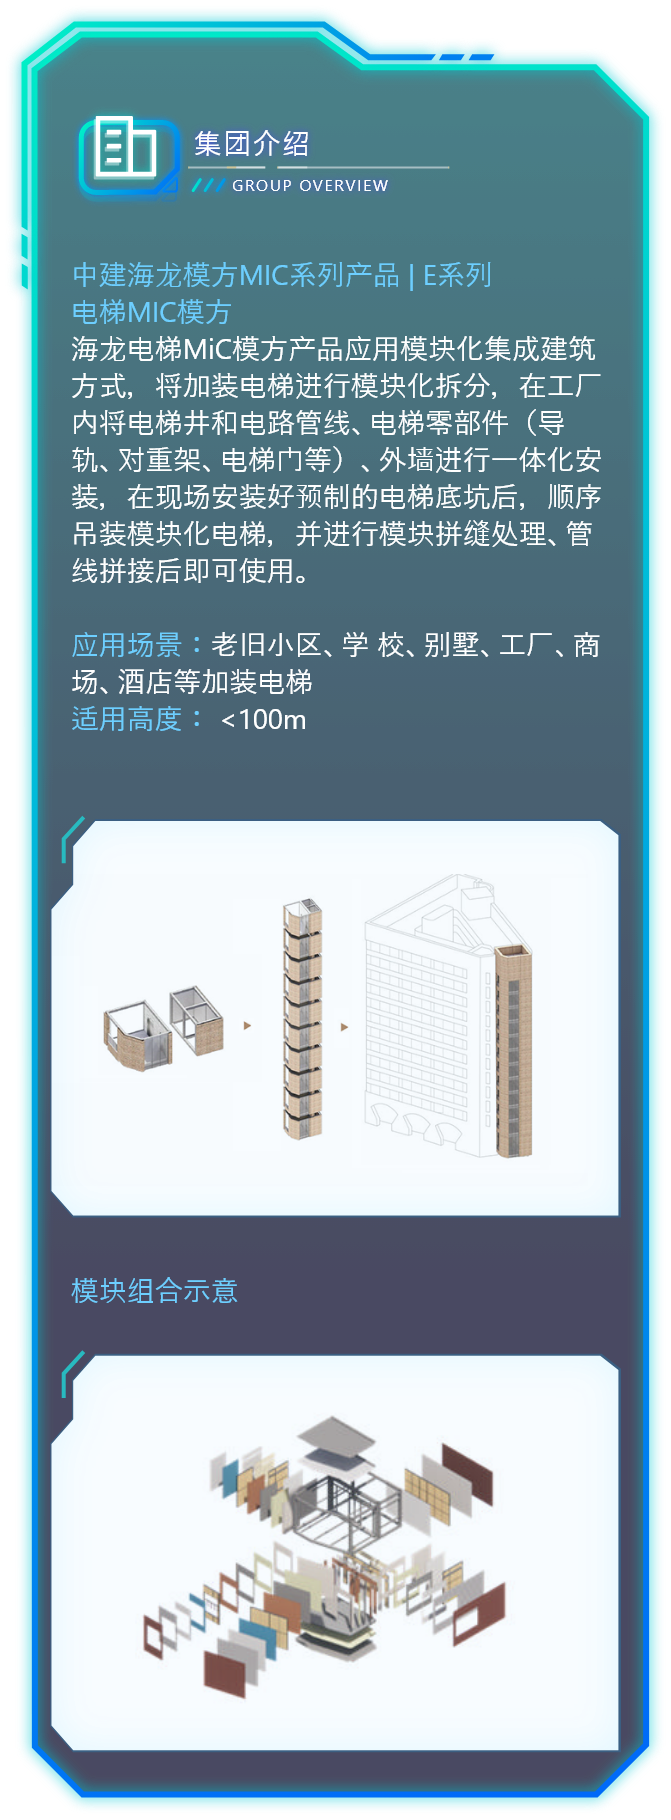 集团介绍
GROUP OVERVIEW
中建海龙模方MIC系列产品 | E系列
电梯MIC模方
海龙电梯MiC模方产品应用模块化集成建筑
方式，将加装电梯进行模块化拆分，在工厂
内将电梯井和电路管线、电梯零部件（导
轨、对重架、电梯门等）、外墙进行一体化安
装，在现场安装好预制的电梯底坑后，顺序
吊装模块化电梯，并进行模块拼缝处理、管
线拼接后即可使用。
应用场景：老旧小区、学 校、别墅、工厂、商
场、酒店等加装电梯
适用高度： <100m
模块组合示意